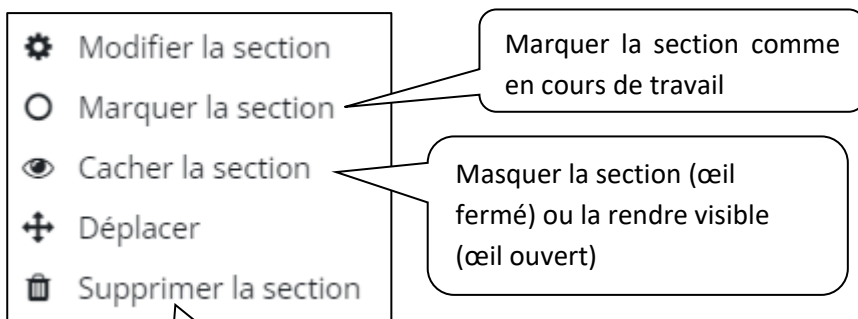 Modifier la section
Marquer la section
Cacher la section
Déplacer
Supprimer la section
Marquer la section comme
en cours de travail
Masquer la section (œil
fermé) ou la rendre visible
(œil ouvert)